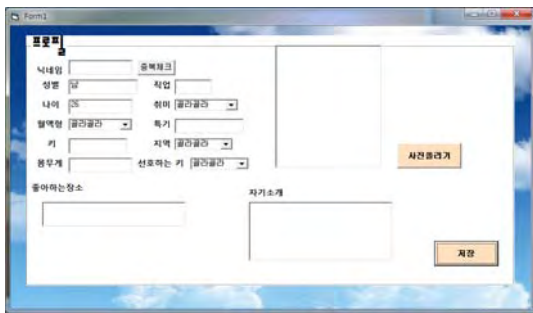 Form1
프로필
닉네임 중복체크
성별 남 직업
나이 26 취미 골라골라
혈액형 골라골라 특기
키 지역 골라골라
몸무게 선호하는 키 골라골라
사진올리기
좋아하는장소 자기소개
저장